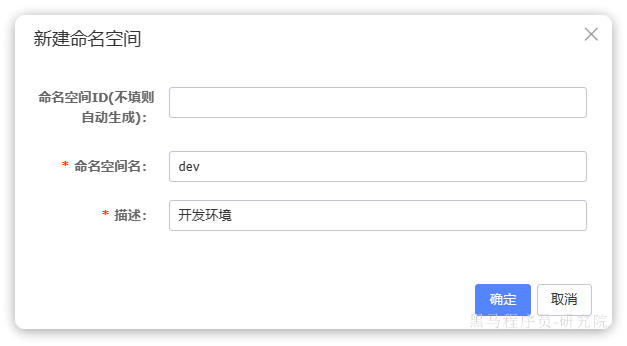 新建命名空间
命名空间ID(不填则
自动生成)：
* 命名空间名：
dev
* 描述：
开发环境
确定
取消
黑马程序员-研究院